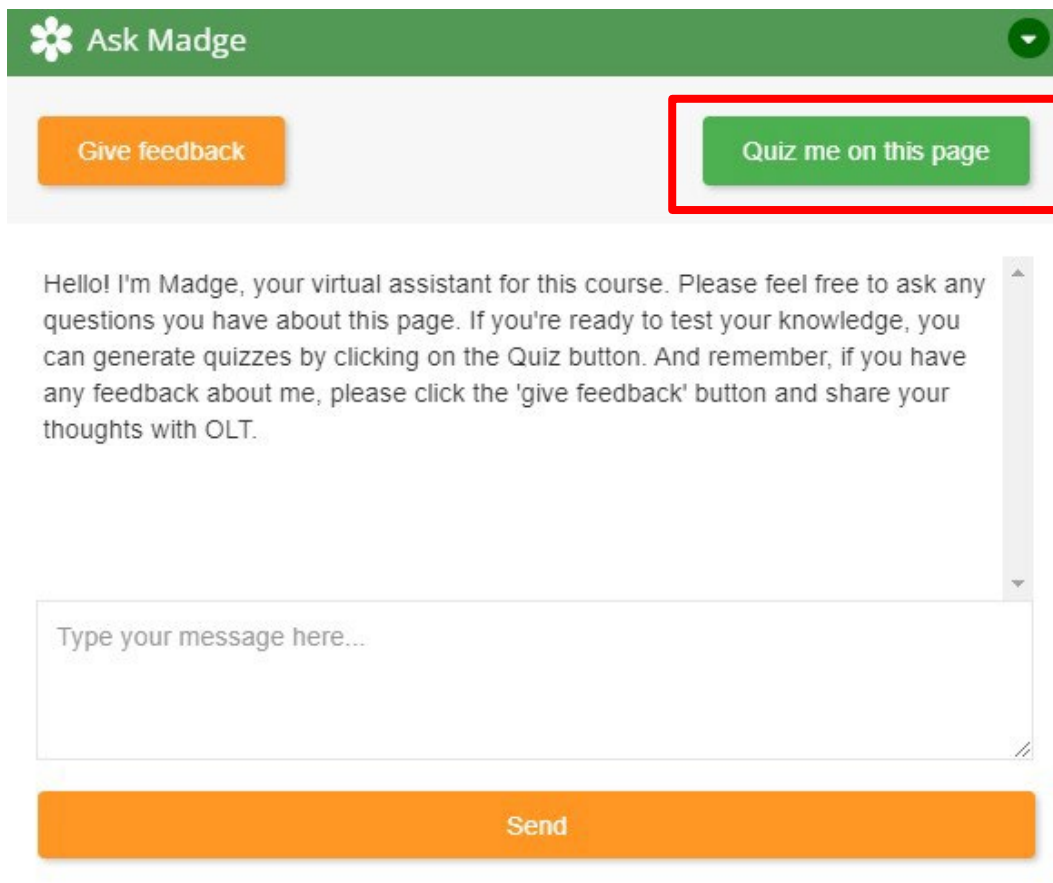 Ask Madge
Give feedback
Quiz me on this page
Hello! I'm Madge, your virtual assistant for this course. Please feel free to ask any
questions you have about this page. If you're ready to test your knowledge, you
can generate quizzes by clicking on the Quiz button. And remember, if you have
any feedback about me, please click the 'give feedback' button and share your
thoughts with OLT.
Type your message here...
Send